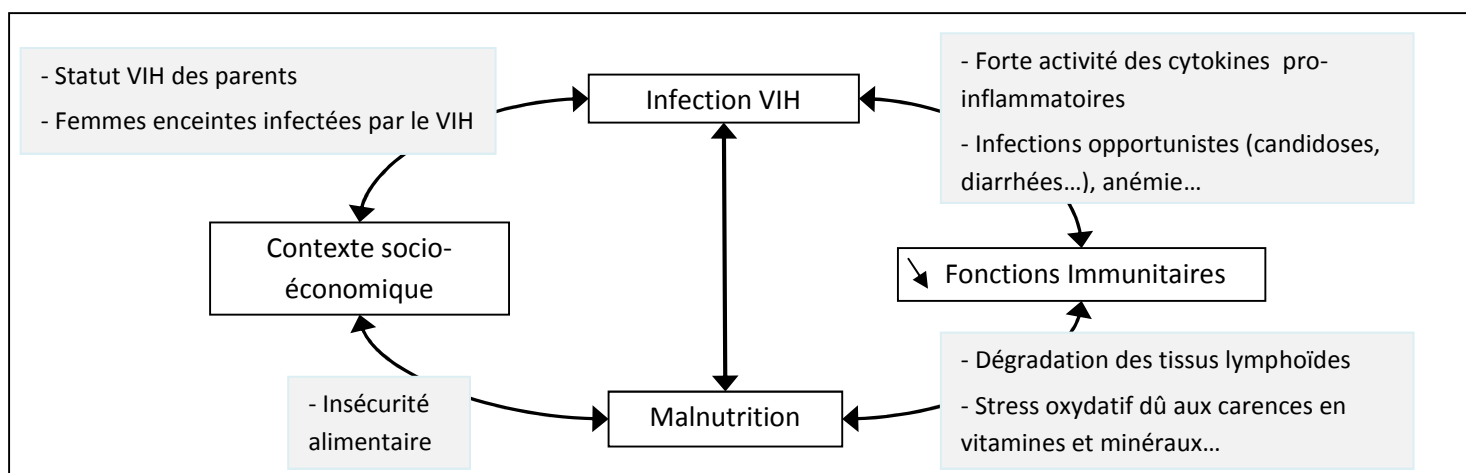 - Statut VIH des parents
- Femmes enceintes infectées par le VIH
Infection VIH
- Forte activité des cytokines pro-
inflammatoires
- Infections opportunistes (candidoses,
diarrhées…), anémie…
Contexte socio-
économique
Fonctions Immunitaires
- Insécurité
alimentaire
Malnutrition
- Dégradation des tissus lymphoïdes
- Stress oxydatif dû aux carences en
vitamines et minéraux…